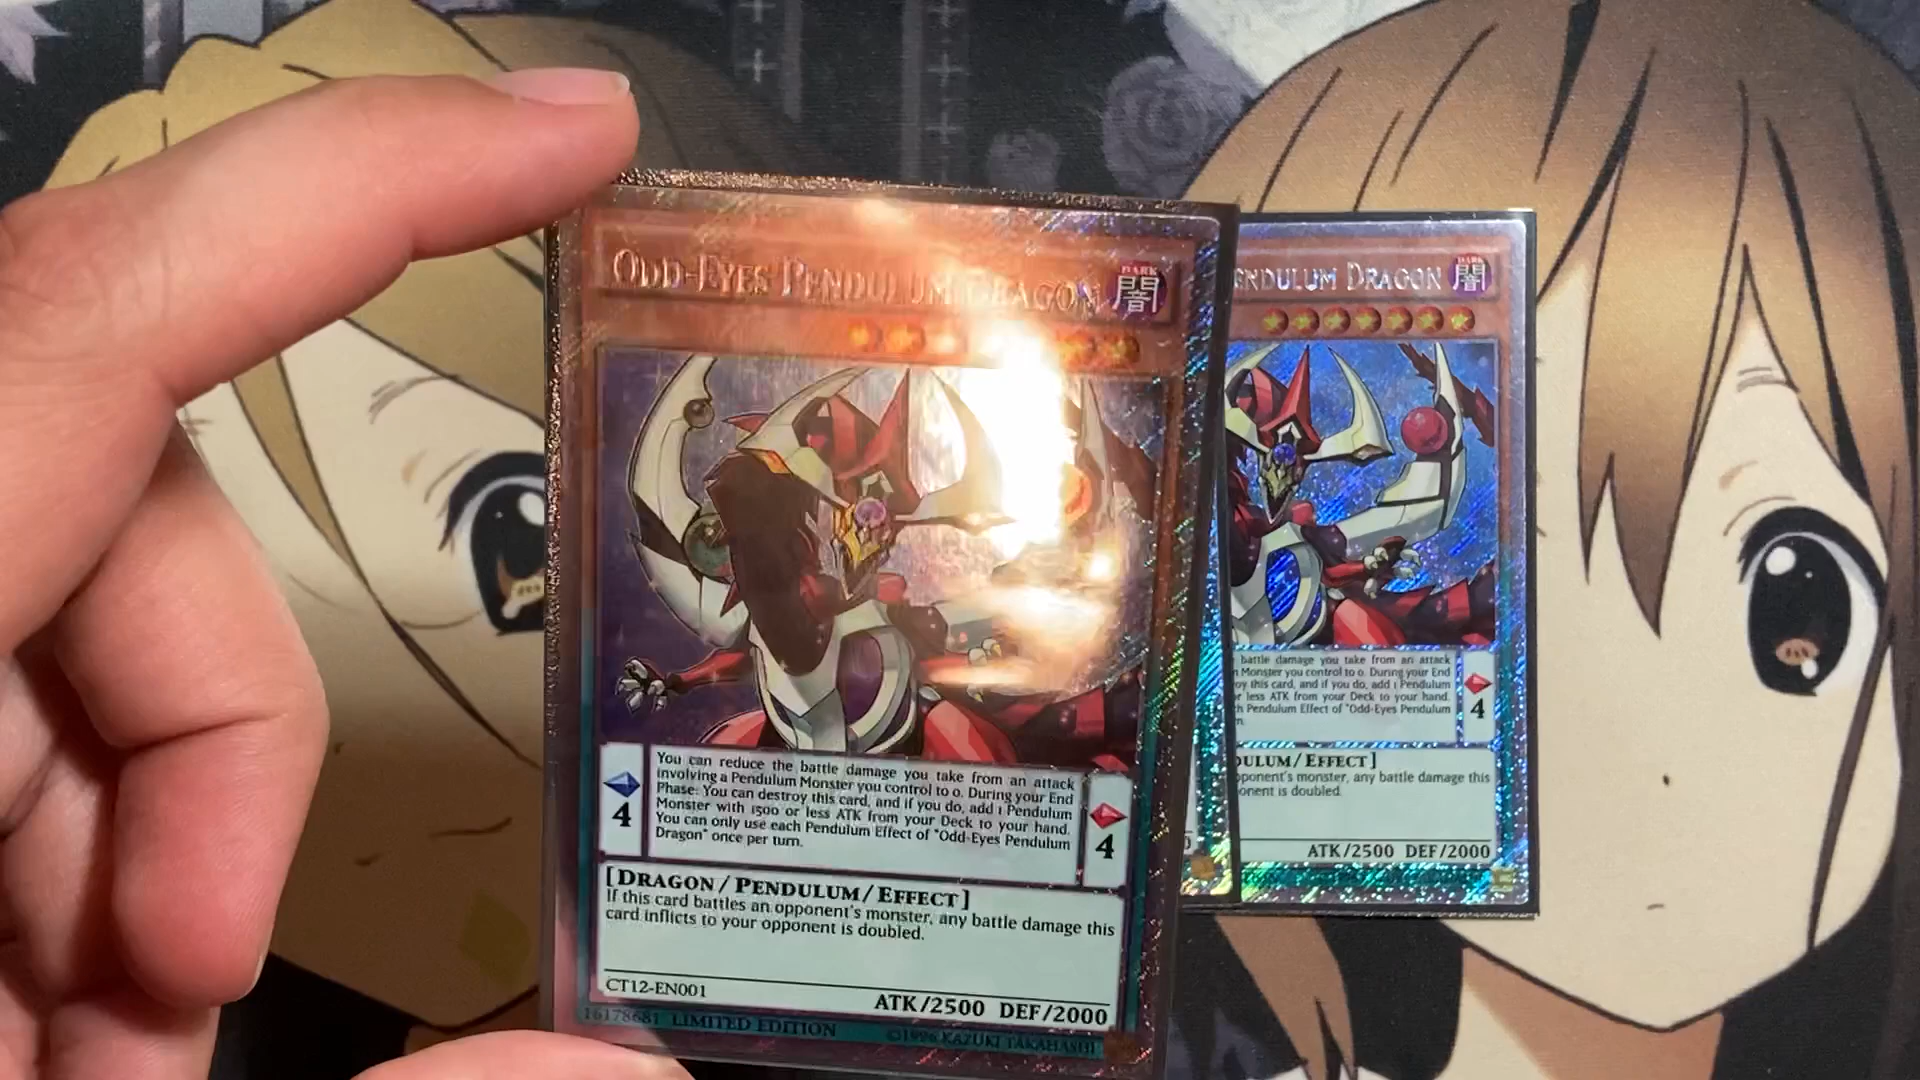 ODD-EYES PENDULUM DRAGON
DARK
闇
You can reduce the battle damage you take from an attack
involving a Pendulum Monster you control to 0. During your End
Phase: You can destroy this card, and if you do, add 1 Pendulum
Monster with 1500 or less ATK from your Deck to your hand.
You can only use each Pendulum Effect of "Odd-Eyes Pendulum
Dragon" once per turn.
4
4
[DRAGON/PENDULUM/EFFECT]
If this card battles an opponent's monster, any battle damage this
card inflicts to your opponent is doubled.
CT12-EN001
ATK/2500 DEF/2000
16178681 LIMITED EDITION
©1996 KAZUKI TAKAHASHI
ENDULUM DRAGON
DARK
闇
battle damage you take from an attack
Monster you control to 0. During your End
oy this card, and if you do, add 1 Pendulum
r less ATK from your Deck to your hand.
h Pendulum Effect of "Odd-Eyes Pendulum
n.
4
DULUM/EFFECT]
pponent's monster, any battle damage this
onent is doubled.
ATK/2500 DEF/2000